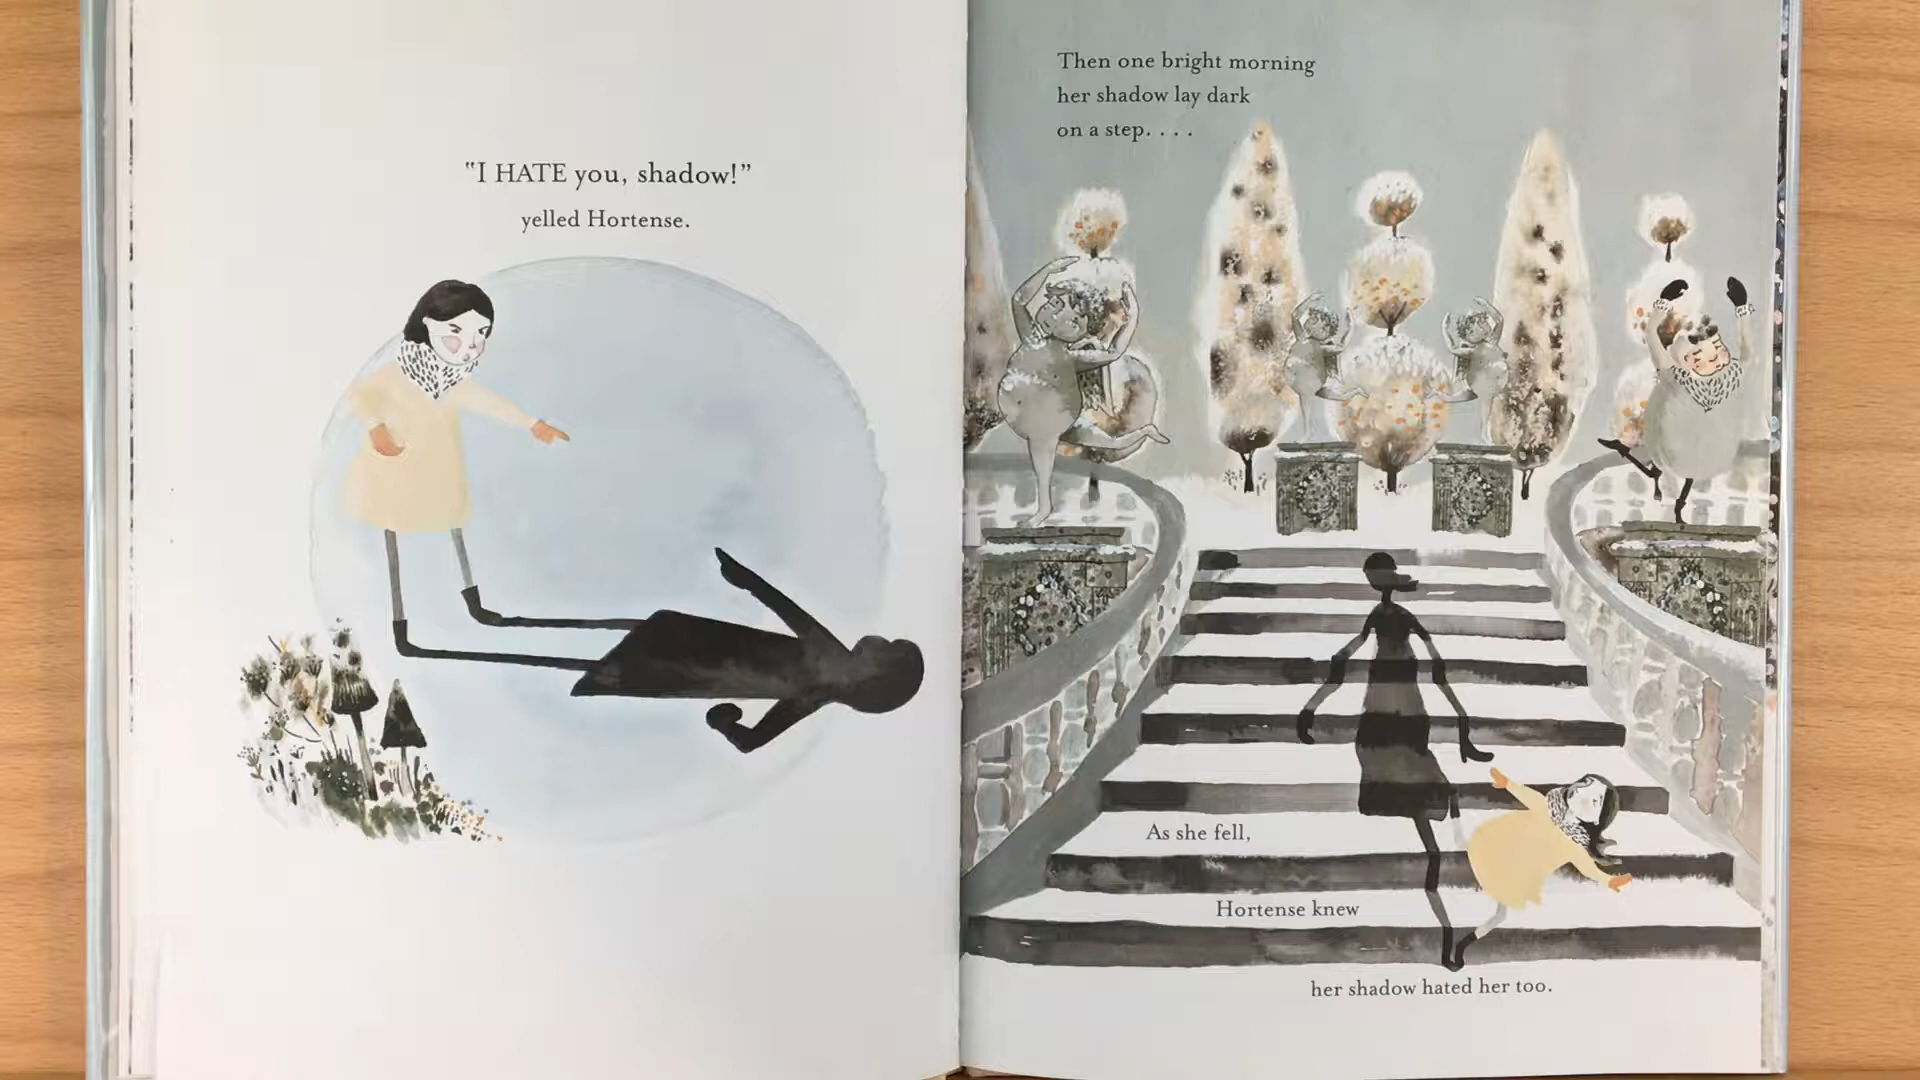 “I HATE you, shadow!”
yelled Hortense.
Then one bright morning
her shadow lay dark
on a step. . . .
As she fell,
Hortense knew
her shadow hated her too.